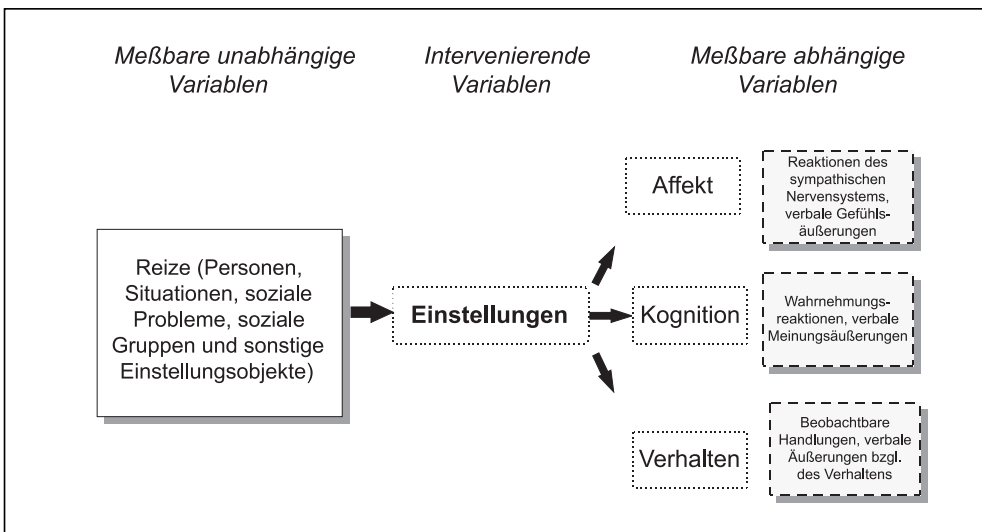 Meßbare unabhängige
Variablen
Intervenierende
Variablen
Meßbare abhängige
Variablen
Reize (Personen,
Situationen, soziale
Probleme, soziale
Gruppen und sonstige
Einstellungsobjekte)
Einstellungen
Affekt
Reaktionen des
sympathischen
Nervensystems,
verbale Gefühls-
äußerungen
Kognition
Wahrnehmungs-
reaktionen, verbale
Meinungsäußerungen
Verhalten
Beobachtbare
Handlungen, verbale
Äußerungen bzgl.
des Verhaltens